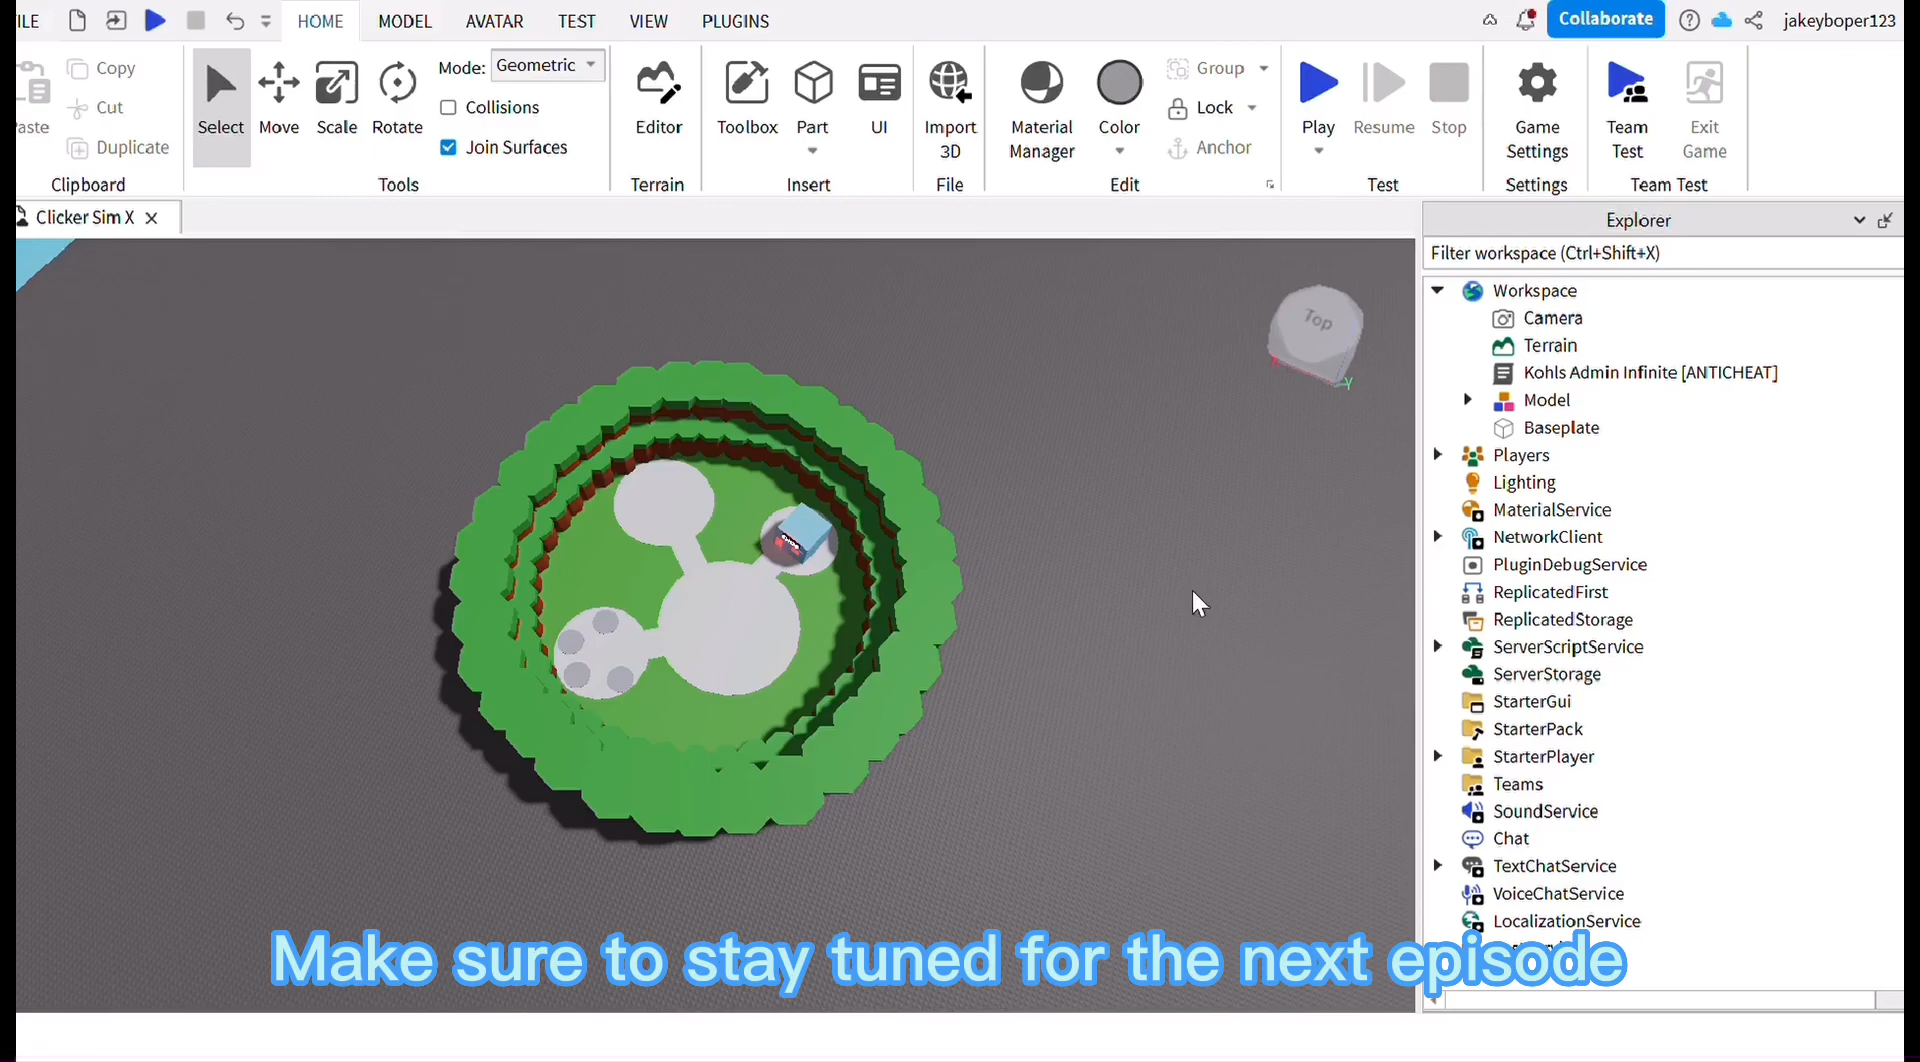 ILE
HOME
MODEL
AVATAR
TEST
VIEW
PLUGINS
Collaborate
jakeyboper123
aste
Copy
Cut
Duplicate
Clipboard
Select
Move
Scale
Rotate
Mode: Geometric
Collisions
Join Surfaces
Tools
Editor
Terrain
Toolbox
Part
UI
Insert
Import
3D
File
Material
Manager
Color
Group
Lock
Anchor
Edit
Play
Resume
Stop
Test
Game
Settings
Settings
Team
Test
Exit
Game
Team Test
Clicker Sim X
Top
Y
Explorer
Filter workspace (Ctrl+Shift+X)
Workspace
Camera
Terrain
Kohls Admin Infinite [ANTICHEAT]
Model
Baseplate
Players
Lighting
MaterialService
NetworkClient
PluginDebugService
ReplicatedFirst
ReplicatedStorage
ServerScriptService
ServerStorage
StarterGui
StarterPack
StarterPlayer
Teams
SoundService
Chat
TextChatService
VoiceChatService
LocalizationService
Make sure to stay tuned for the next episode